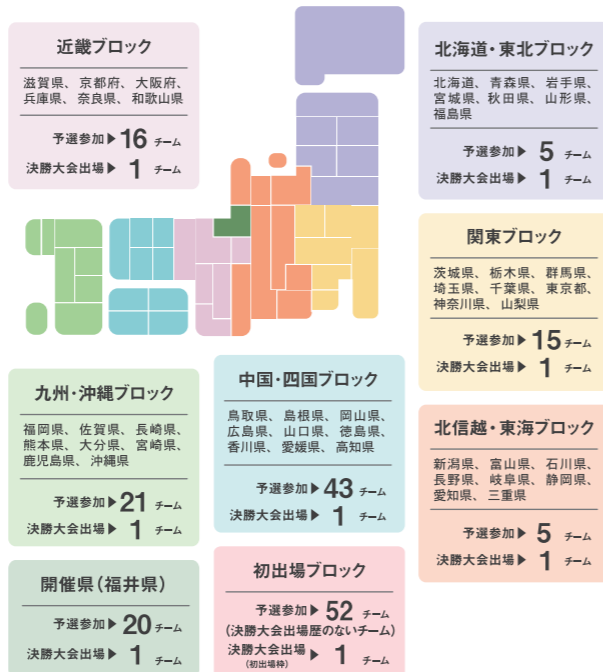 近畿ブロック
滋賀県、京都府、大阪府、
兵庫県、奈良県、和歌山県
予選参加▶16 チーム
決勝大会出場▶ 1 チーム
北海道・東北ブロック
北海道、青森県、岩手県、
宮城県、秋田県、山形県、
福島県
予選参加▶ 5 チーム
決勝大会出場▶ 1 チーム
関東ブロック
茨城県、栃木県、群馬県、
埼玉県、千葉県、東京都、
神奈川県、山梨県
予選参加▶15 チーム
決勝大会出場▶ 1 チーム
九州・沖縄ブロック
福岡県、佐賀県、長崎県、
熊本県、大分県、宮崎県、
鹿児島県、沖縄県
予選参加▶21 チーム
決勝大会出場▶ 1 チーム
中国・四国ブロック
鳥取県、島根県、岡山県、
広島県、山口県、徳島県、
香川県、愛媛県、高知県
予選参加▶43 チーム
決勝大会出場▶ 1 チーム
北信越・東海ブロック
新潟県、富山県、石川県、
長野県、岐阜県、静岡県、
愛知県、三重県
予選参加▶ 5 チーム
決勝大会出場▶ 1 チーム
開催県(福井県)
予選参加▶20 チーム
決勝大会出場▶ 1 チーム
初出場ブロック
予選参加▶52 チーム
(決勝大会出場歴のないチーム)
決勝大会出場▶ 1 チーム
(初出場枠)